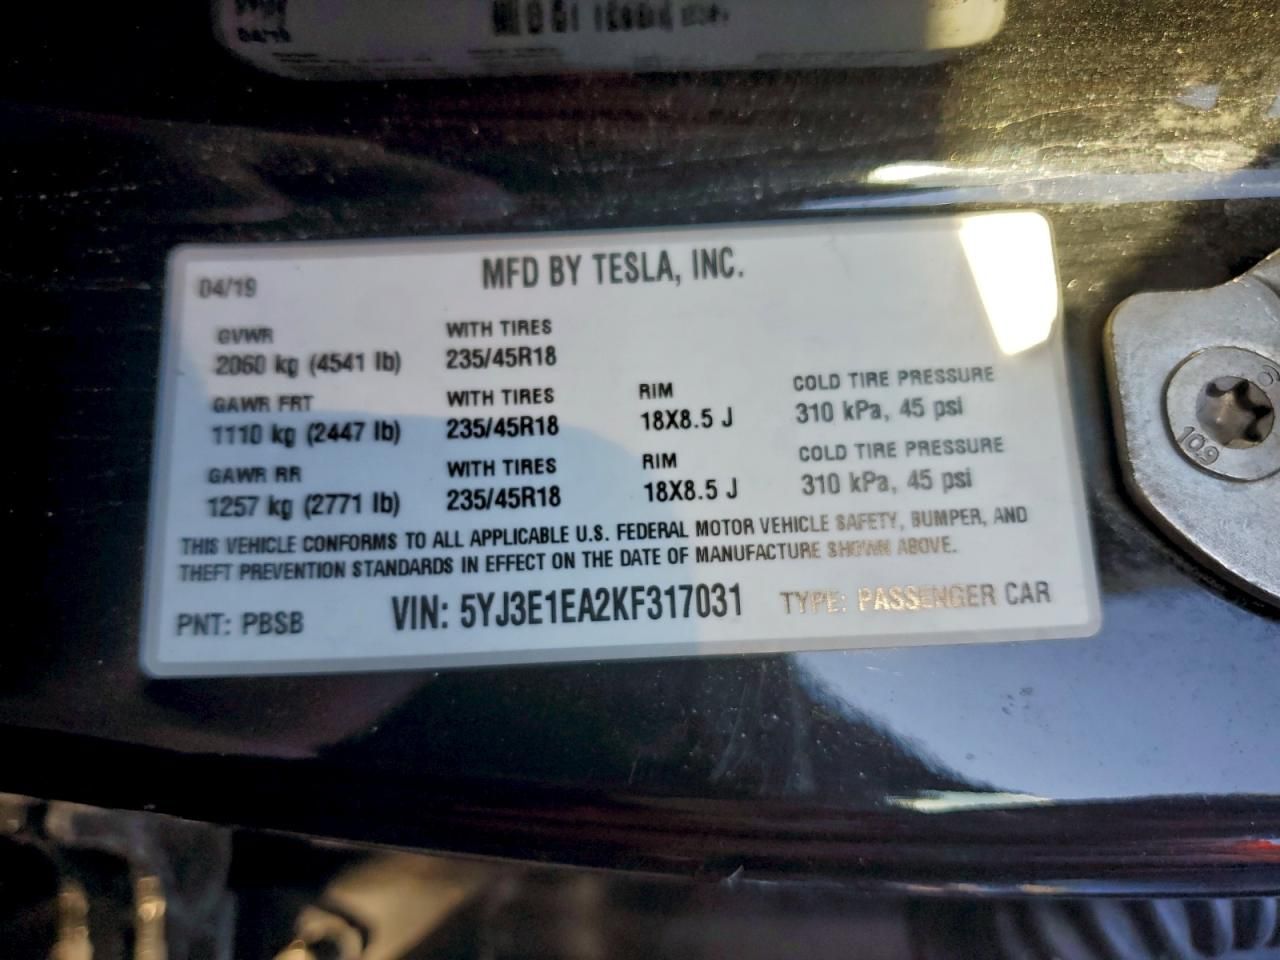 MFD BY TESLA, INC.
04/19
GVWR WITH TIRES
2060 kg (4541 lb) 235/45R18
GAWR FRT WITH TIRES RIM COLD TIRE PRESSURE
1110 kg (2447 lb) 235/45R18 18X8.5 J 310 kPa, 45 psi
GAWR RR WITH TIRES RIM COLD TIRE PRESSURE
1257 kg (2771 lb) 235/45R18 18X8.5 J 310 kPa, 45 psi
THIS VEHICLE CONFORMS TO ALL APPLICABLE U.S. FEDERAL MOTOR VEHICLE SAFETY, BUMPER, AND
THEFT PREVENTION STANDARDS IN EFFECT ON THE DATE OF MANUFACTURE SHOWN ABOVE.
PNT: PBSB VIN: 5YJ3E1EA2KF317031 TYPE: PASSENGER CAR
10.9